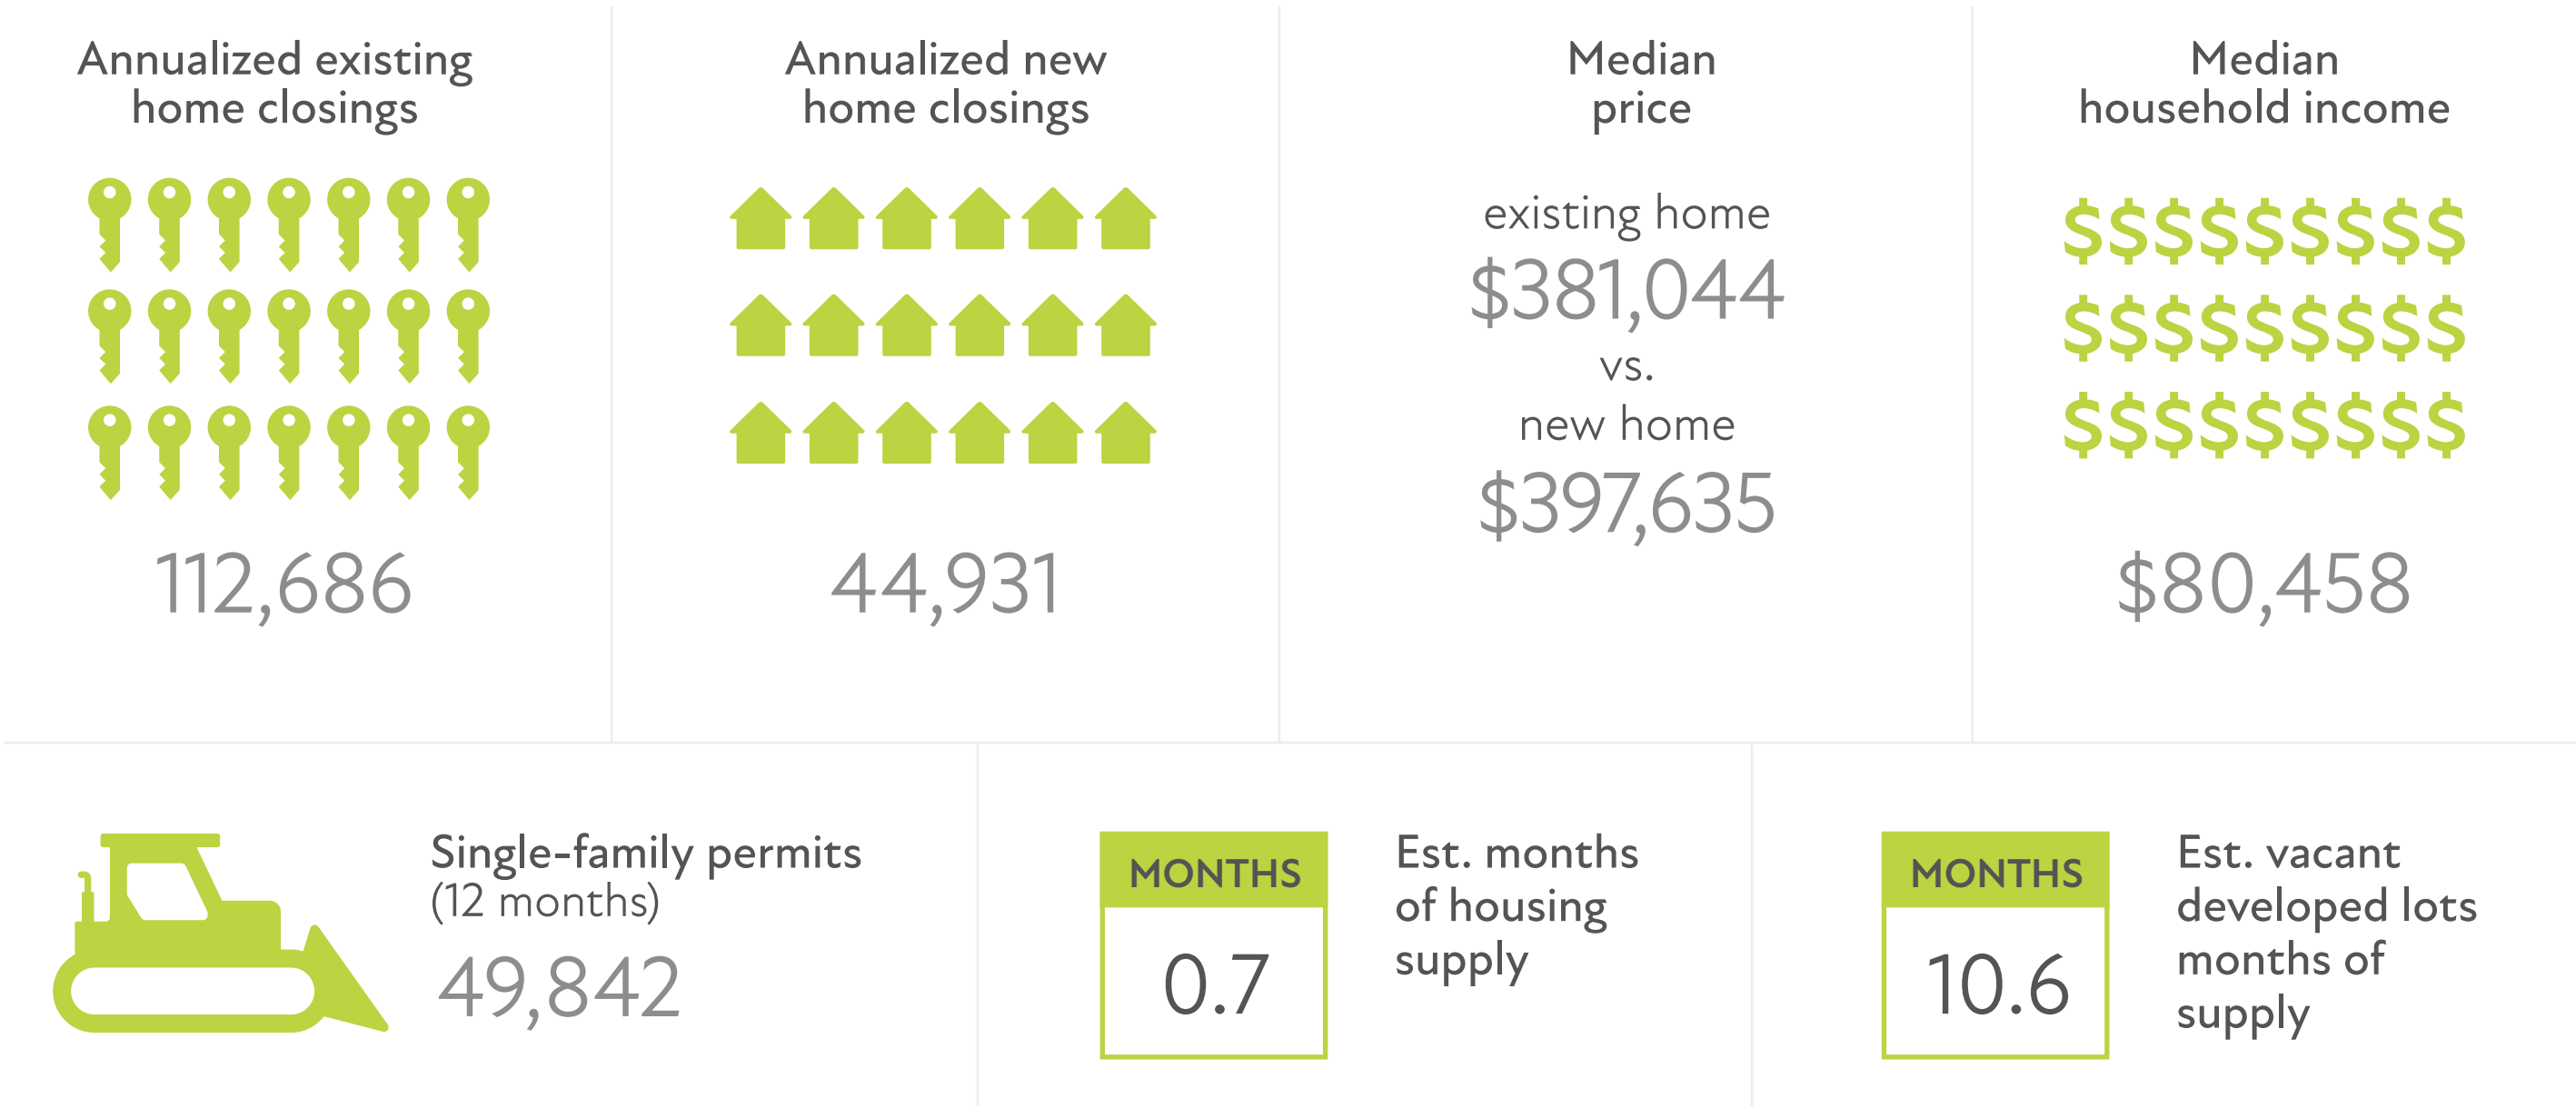 Annualized existing
home closings
112,686
Annualized new
home closings
44,931
Median
price
existing home
$381,044
vs.
new home
$397,635
Median
household income
$$$$$$$$$
$$$$$$$$$
$$$$$$$$$
$80,458
Single-family permits
(12 months)
49,842
MONTHS
0.7
Est. months
of housing
supply
MONTHS
10.6
Est. vacant
developed lots
months of
supply